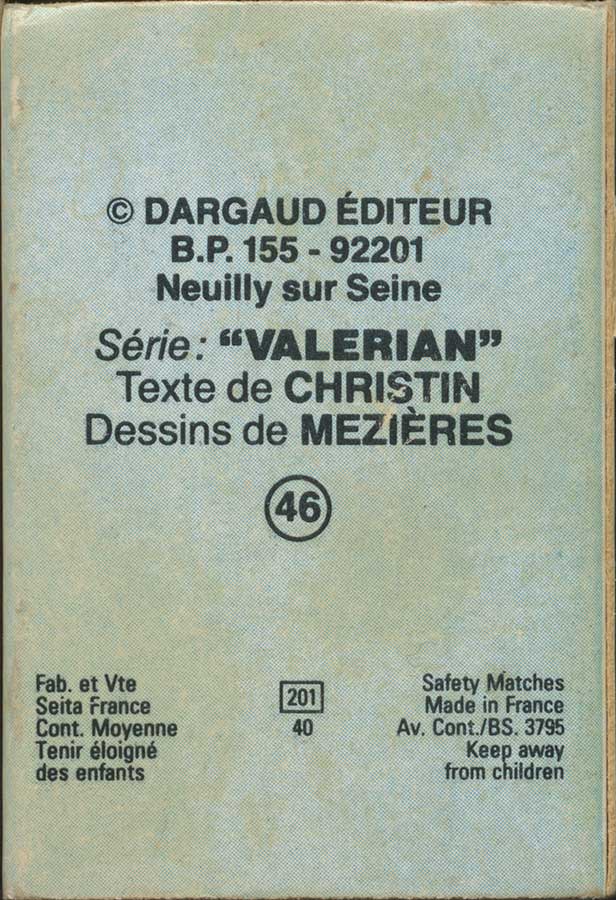 © DARGAUD ÉDITEUR
B.P. 155 - 92201
Neuilly sur Seine
Série : "VALERIAN"
Texte de CHRISTIN
Dessins de MEZIÈRES
46
Fab. et Vte
Seita France
Cont. Moyenne
Tenir éloigné
des enfants
201
40
Safety Matches
Made in France
Av. Cont./BS. 3795
Keep away
from children